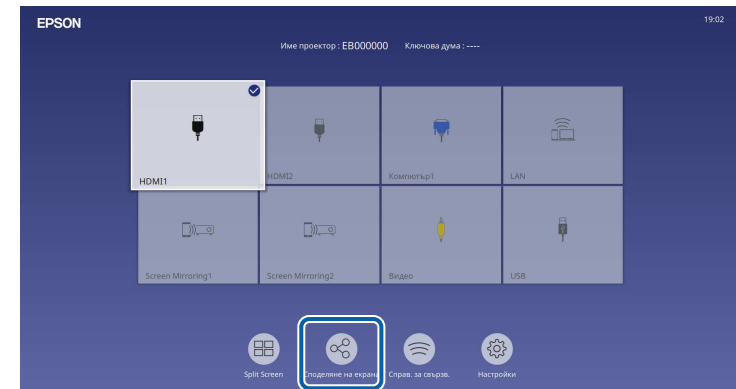 EPSON
19:02
Име проектор : EB000000 Ключова дума : ----
HDMI1
HDMI2
Компютър1
LAN
Screen Mirroring1
Screen Mirroring2
Видео
USB
Split Screen
Споделяне на екрана
Справ. за свързв.
Настройки